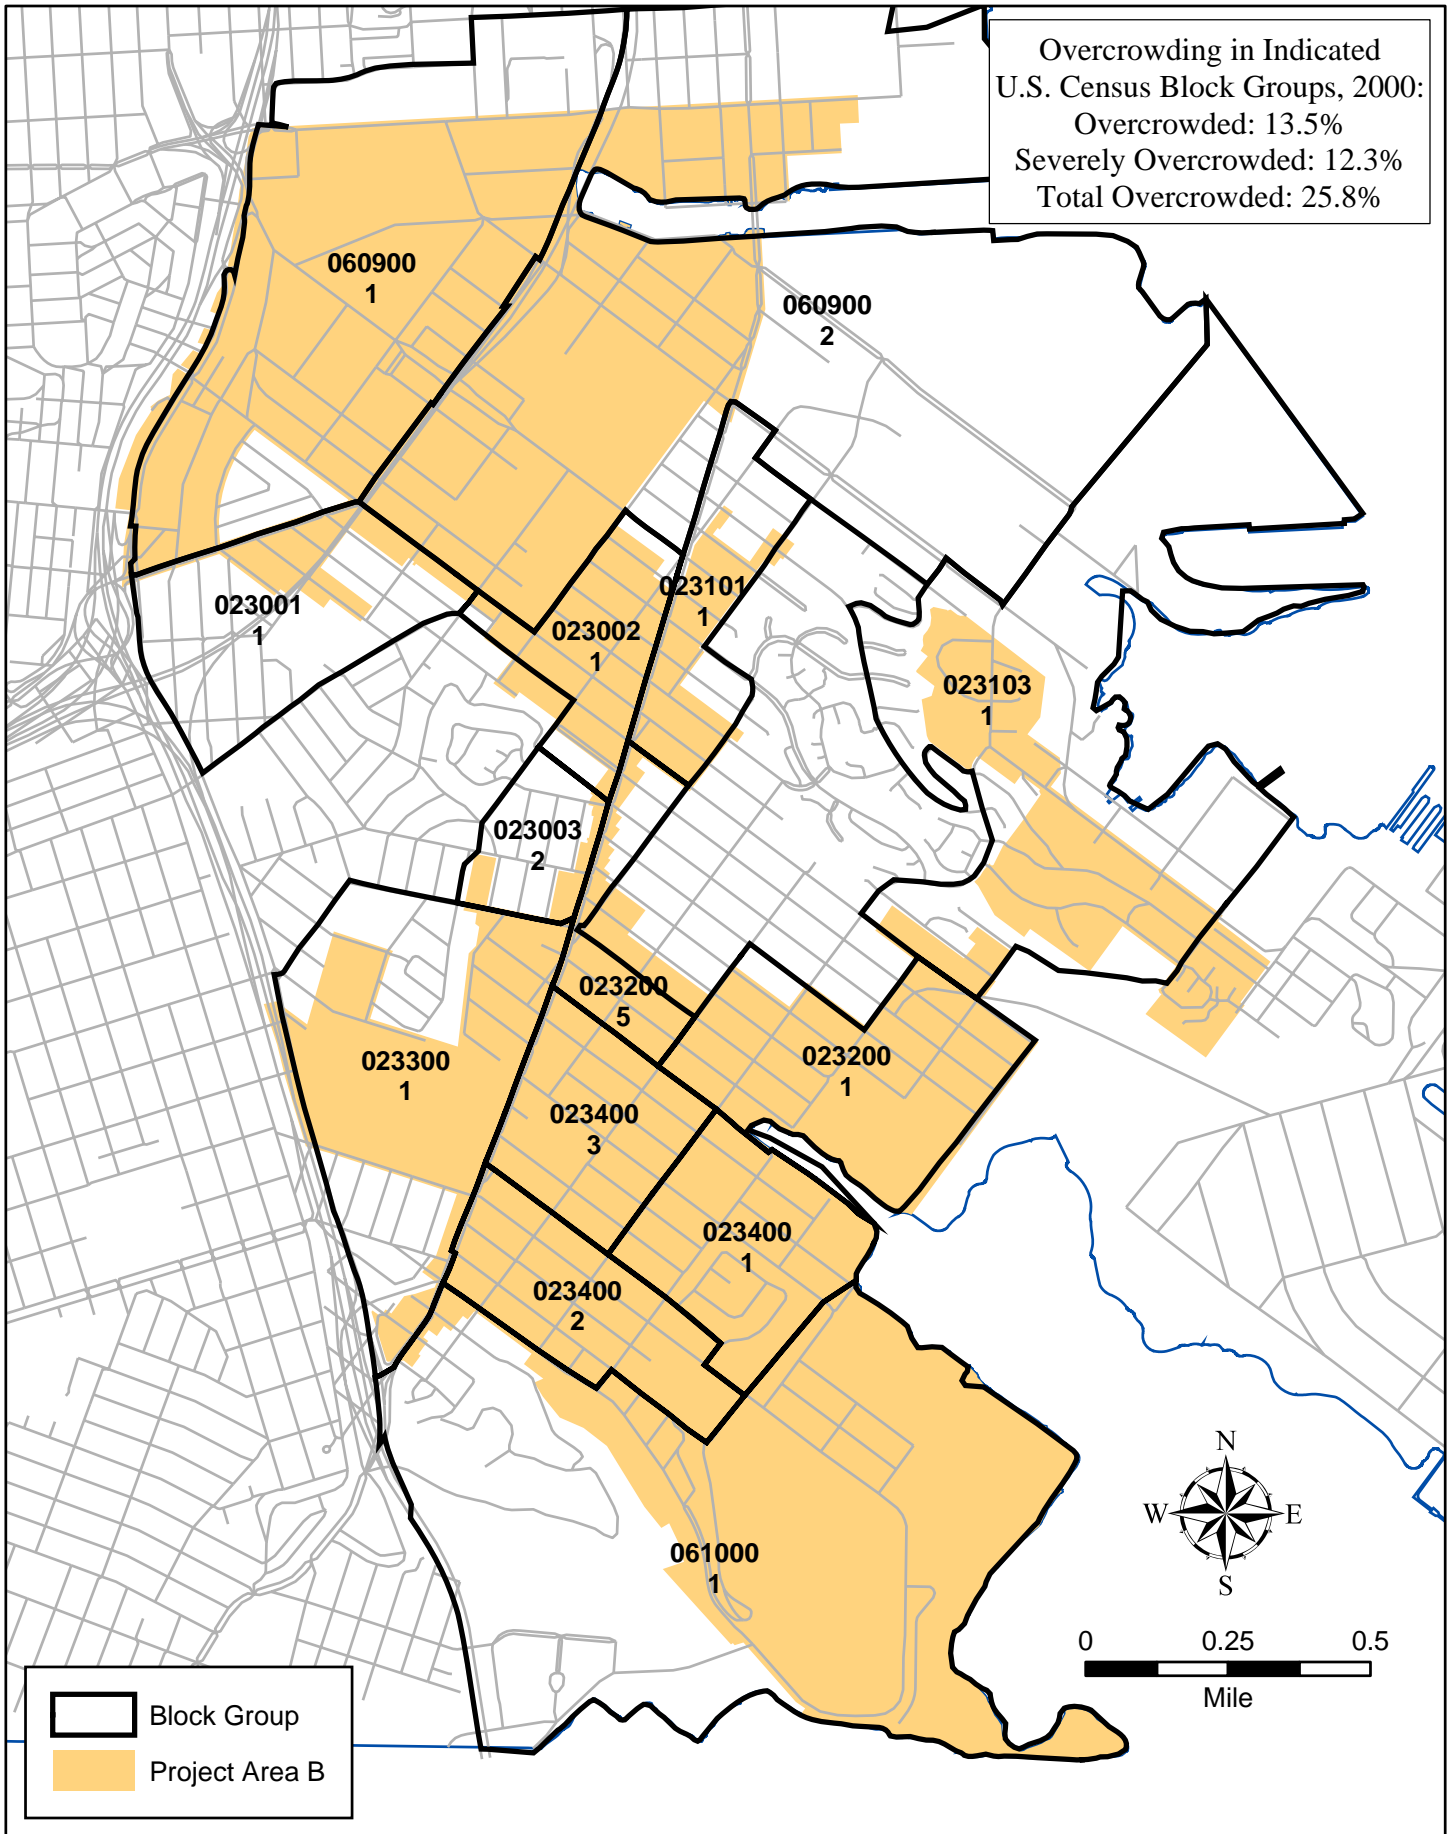 Overcrowding in Indicated
U.S. Census Block Groups, 2000:
Overcrowded: 13.5%
Severely Overcrowded: 12.3%
Total Overcrowded: 25.8%
060900
1
060900
2
023101
1
023001
1
023002
1
023103
1
023003
2
023200
5
023200
1
023300
1
023400
3
023400
1
023400
2
061000
1
N
W
E
S
0
0.25
0.5
Mile
Block Group
Project Area B